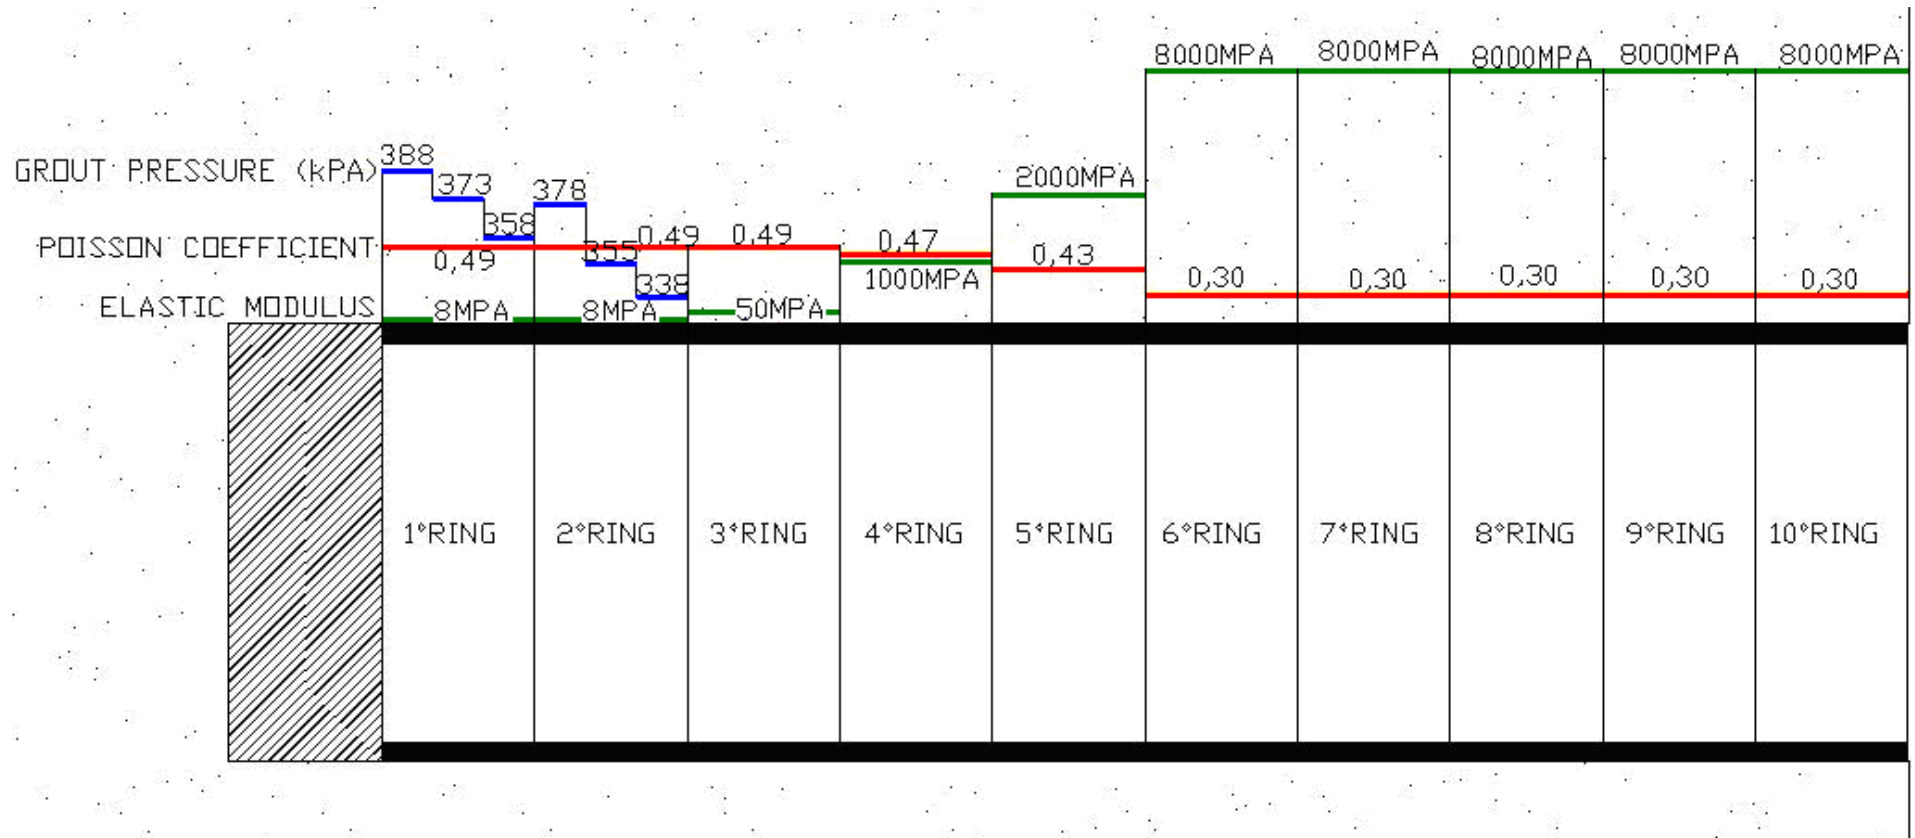 8000MPA 8000MPA 8000MPA 8000MPA 8000MPA
GROUT PRESSURE (kPA) 388 373 358 378 355 338
2000MPA
POISSON COEFFICIENT 0,49 0,49 0,49 0,47 0,43 0,30 0,30 0,30 0,30 0,30
1000MPA
ELASTIC MODULUS 8MPA 8MPA 50MPA
1°RING 2°RING 3°RING 4°RING 5°RING 6°RING 7°RING 8°RING 9°RING 10°RING